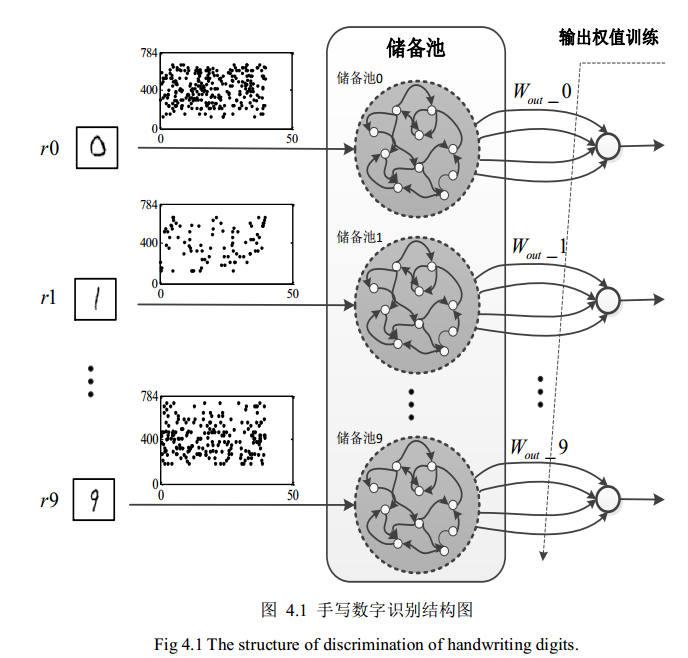 储备池
输出权值训练
784
400
0
0
50
储备池0
W_out_0
r0
0
784
400
0
0
50
储备池1
W_out_1
r1
1
784
400
0
0
50
储备池9
W_out_9
r9
9
图 4.1 手写数字识别结构图
Fig 4.1 The structure of discrimination of handwriting digits.